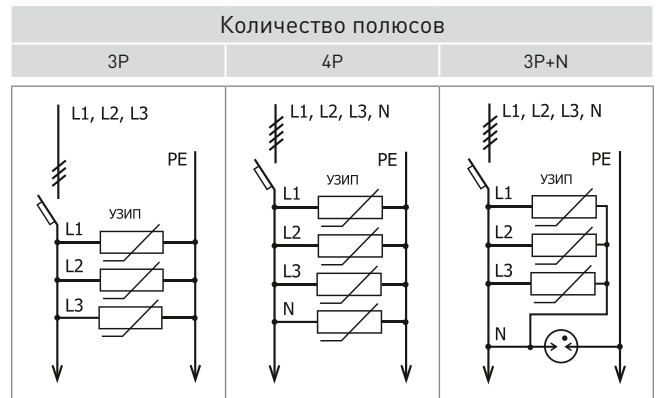 Количество полюсов
3P 4P 3P+N
L1, L2, L3
PE
УЗИП
L1
L2
L3
L1, L2, L3, N
PE
УЗИП
L1
L2
L3
N
L1, L2, L3, N
PE
УЗИП
L1
L2
L3
N